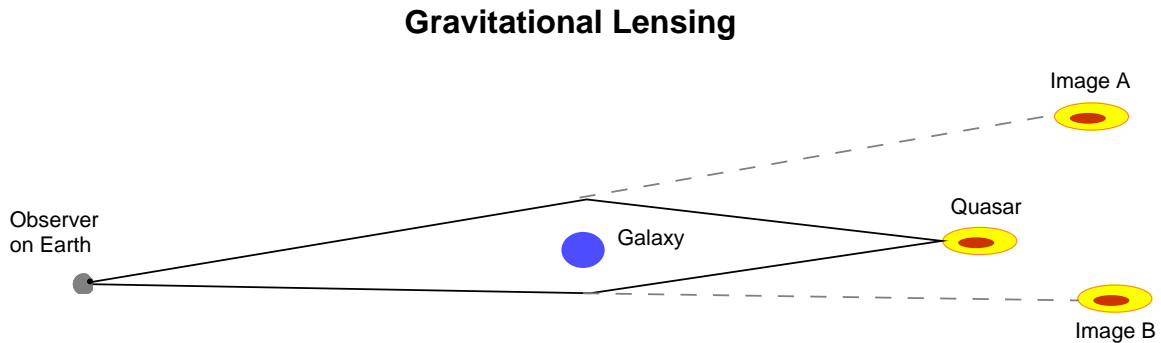 Gravitational Lensing
Image A
Quasar
Observer
on Earth
Galaxy
Image B